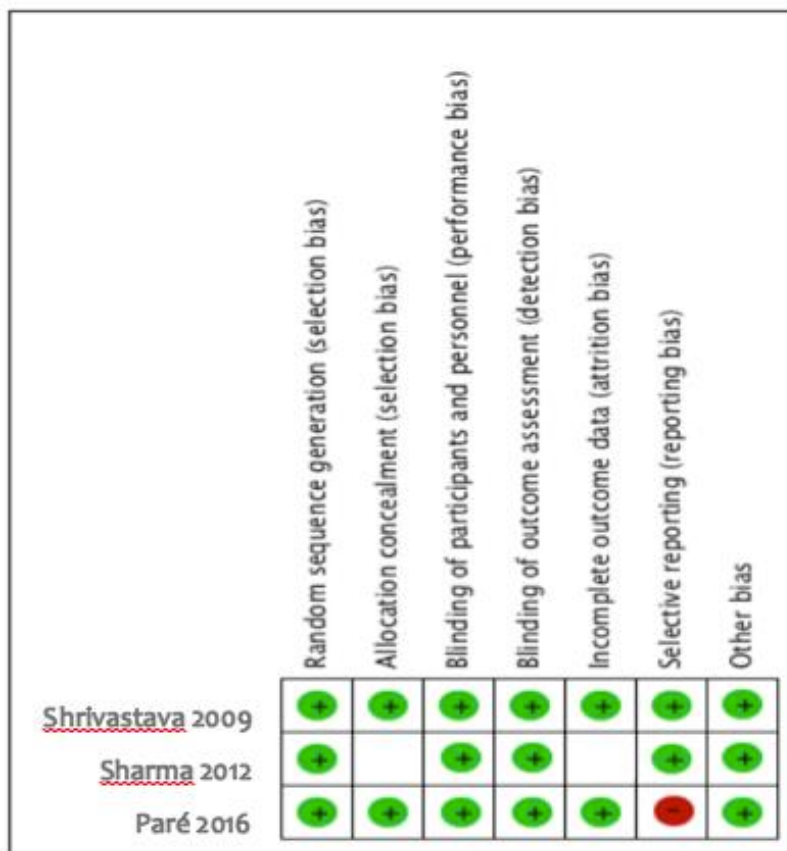 Random sequence generation (selection bias)
Allocation concealment (selection bias)
Blinding of participants and personnel (performance bias)
Blinding of outcome assessment (detection bias)
Incomplete outcome data (attrition bias)
Selective reporting (reporting bias)
Other bias
Shrivastava 2009 + + + + + + +
Sharma 2012 + + + + +
Paré 2016 + + + + + - +